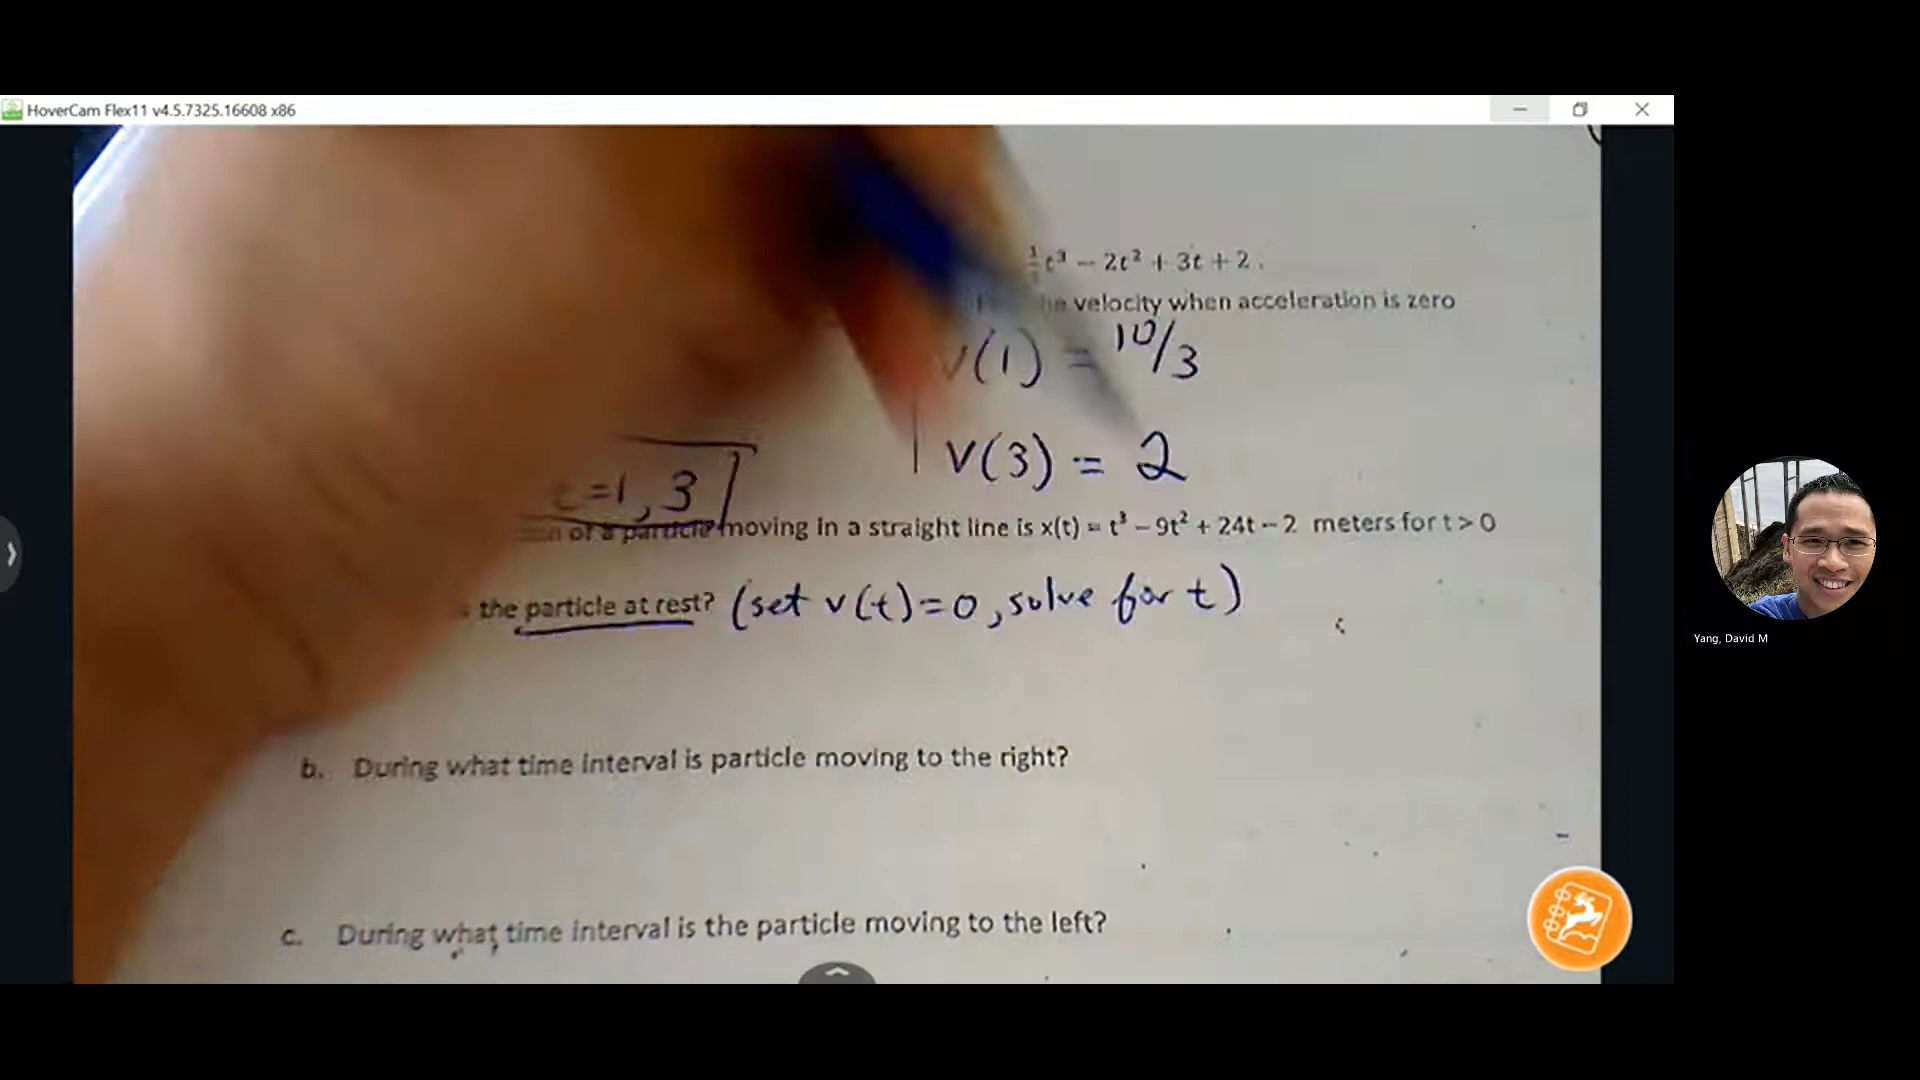 HoverCam Flex11 v4.5.7325.16608 x86
t³ − 2t² + 3t + 2 .
velocity when acceleration is zero
v(1) = 10/3
v(3) = 2
t=1, 3
of a particle moving in a straight line is x(t) = t³ − 9t² + 24t − 2 meters for t > 0
the particle at rest? (set v(t)=0, solve for t)
b. During what time interval is particle moving to the right?
c. During what time interval is the particle moving to the left?
Yang, David M